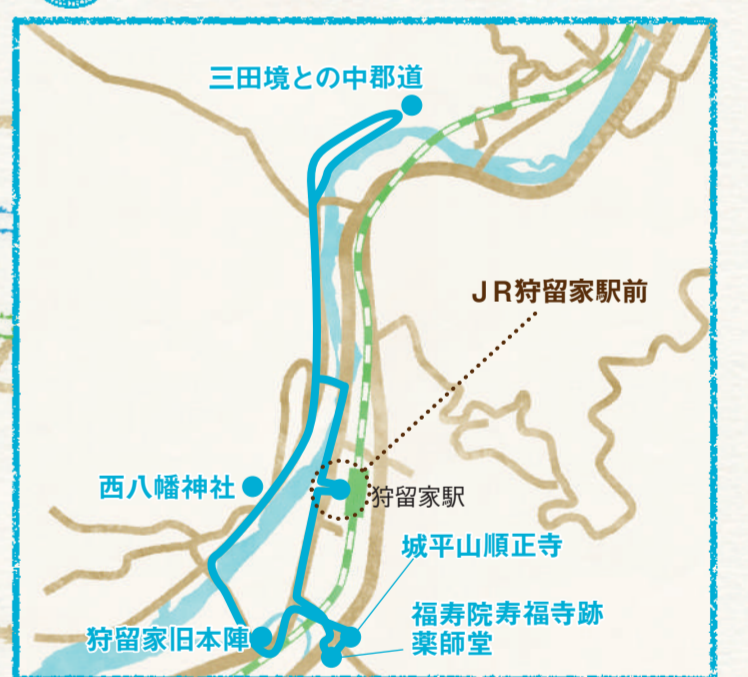 三田境との中郡道
JR狩留家駅前
西八幡神社
狩留家駅
城平山順正寺
福寿院寿福寺跡
薬師堂
狩留家旧本陣